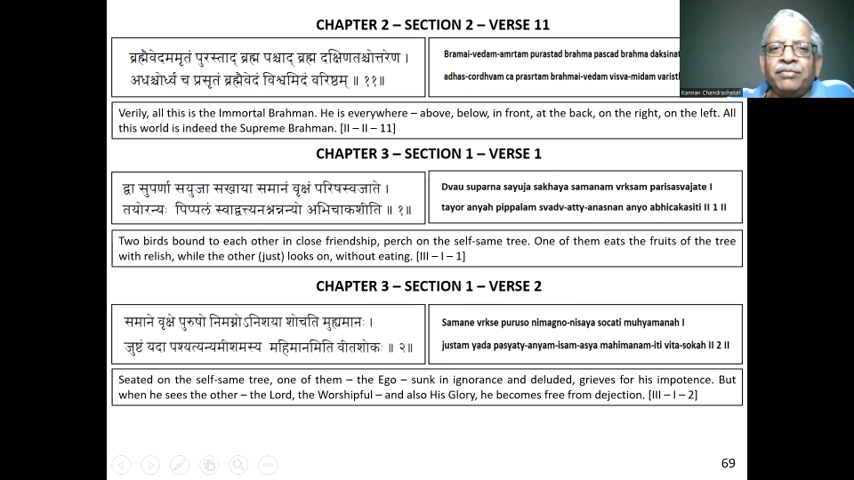 CHAPTER 2 – SECTION 2 – VERSE 11
ब्रह्मैवेदममृतं पुरस्ताद् ब्रह्म पश्चाद् ब्रह्म दक्षिणतश्चोत्तरेण ।
अधश्चोर्ध्वं च प्रसृतं ब्रह्मैवेदं विश्वमिदं वरिष्ठम् ॥ ११॥
Bramai-vedam-amrtam purastad brahma pascad brahma daksinat
adhas-cordhvam ca prasrtam brahmai-vedam visva-midam
Kannan Chandrashekar
Verily, all this is the Immortal Brahman. He is everywhere – above, below, in front, at the back, on the right, on the left. All
this world is indeed the Supreme Brahman. [II – II – 11]
CHAPTER 3 – SECTION 1 – VERSE 1
द्वा सुपर्णा सयुजा सखाया समानं वृक्षं परिषस्वजाते ।
तयोरन्यः पिप्पलं स्वाद्वत्त्यनश्नन्नन्यो अभिचाकशीति ॥ १॥
Dvau suparna sayuja sakhaya samanam vrksam parisasvajate I
tayor anyah pippalam svadv-atty-anasnan anyo abhicakasiti II 1 II
Two birds bound to each other in close friendship, perch on the self-same tree. One of them eats the fruits of the tree
with relish, while the other (just) looks on, without eating. [III – I – 1]
CHAPTER 3 – SECTION 1 – VERSE 2
समाने वृक्षे पुरुषो निमग्नोऽनिशया शोचति मुह्यमानः ।
जुष्टं यदा पश्यत्यन्यमीशमस्य महिमानमिति वीतशोकः ॥ २॥
Samane vrkse puruso nimagno-nisaya socati muhyamanah I
justam yada pasyaty-anyam-isam-asya mahimanam-iti vita-sokah II 2 II
Seated on the self-same tree, one of them – the Ego – sunk in ignorance and deluded, grieves for his impotence. But
when he sees the other – the Lord, the Worshipful – and also His Glory, he becomes free from dejection. [III – I – 2]
69